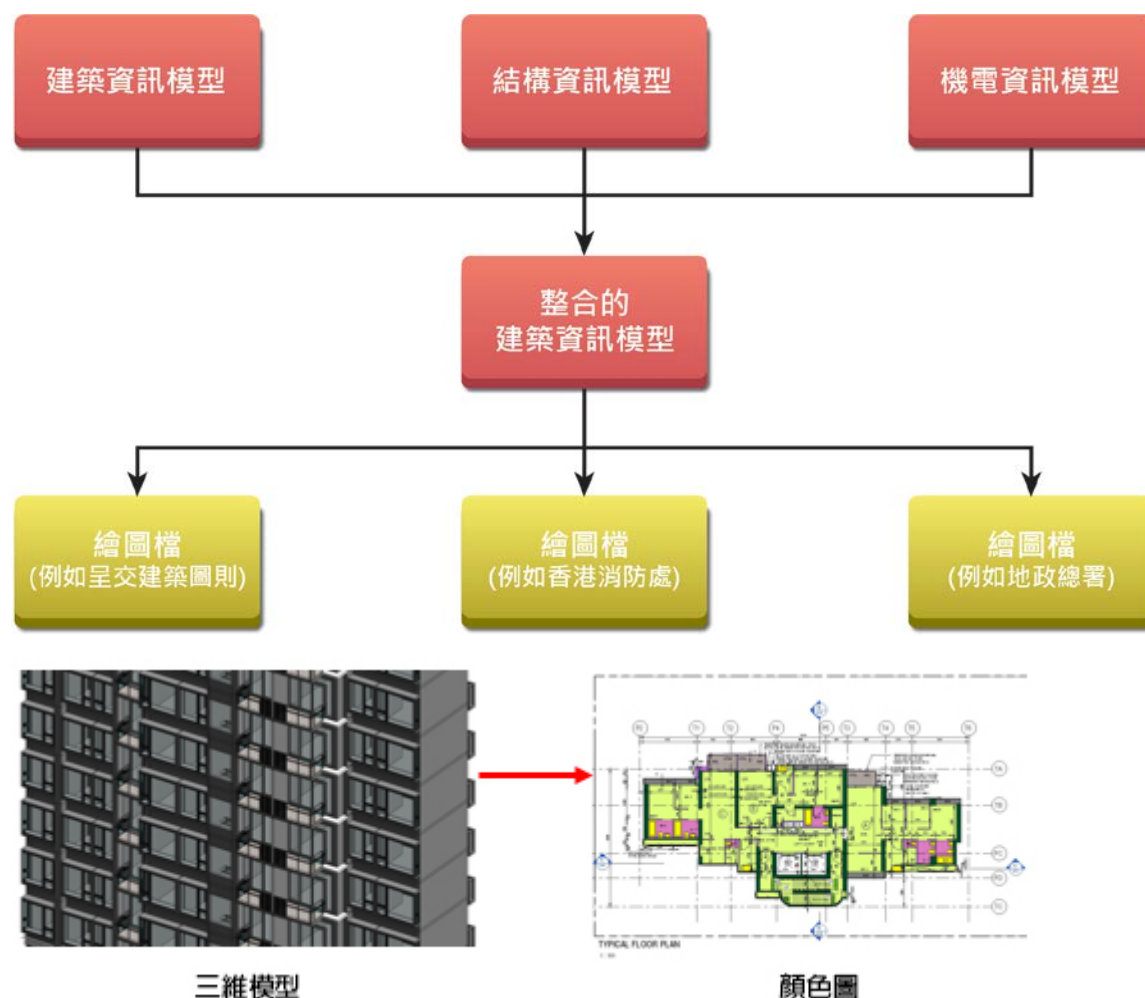 建築資訊模型
結構資訊模型
機電資訊模型
整合的
建築資訊模型
繪圖檔
(例如呈交建築圖則)
繪圖檔
(例如香港消防處)
繪圖檔
(例如地政總署)
TYPICAL FLOOR PLAN
三維模型
顏色圖